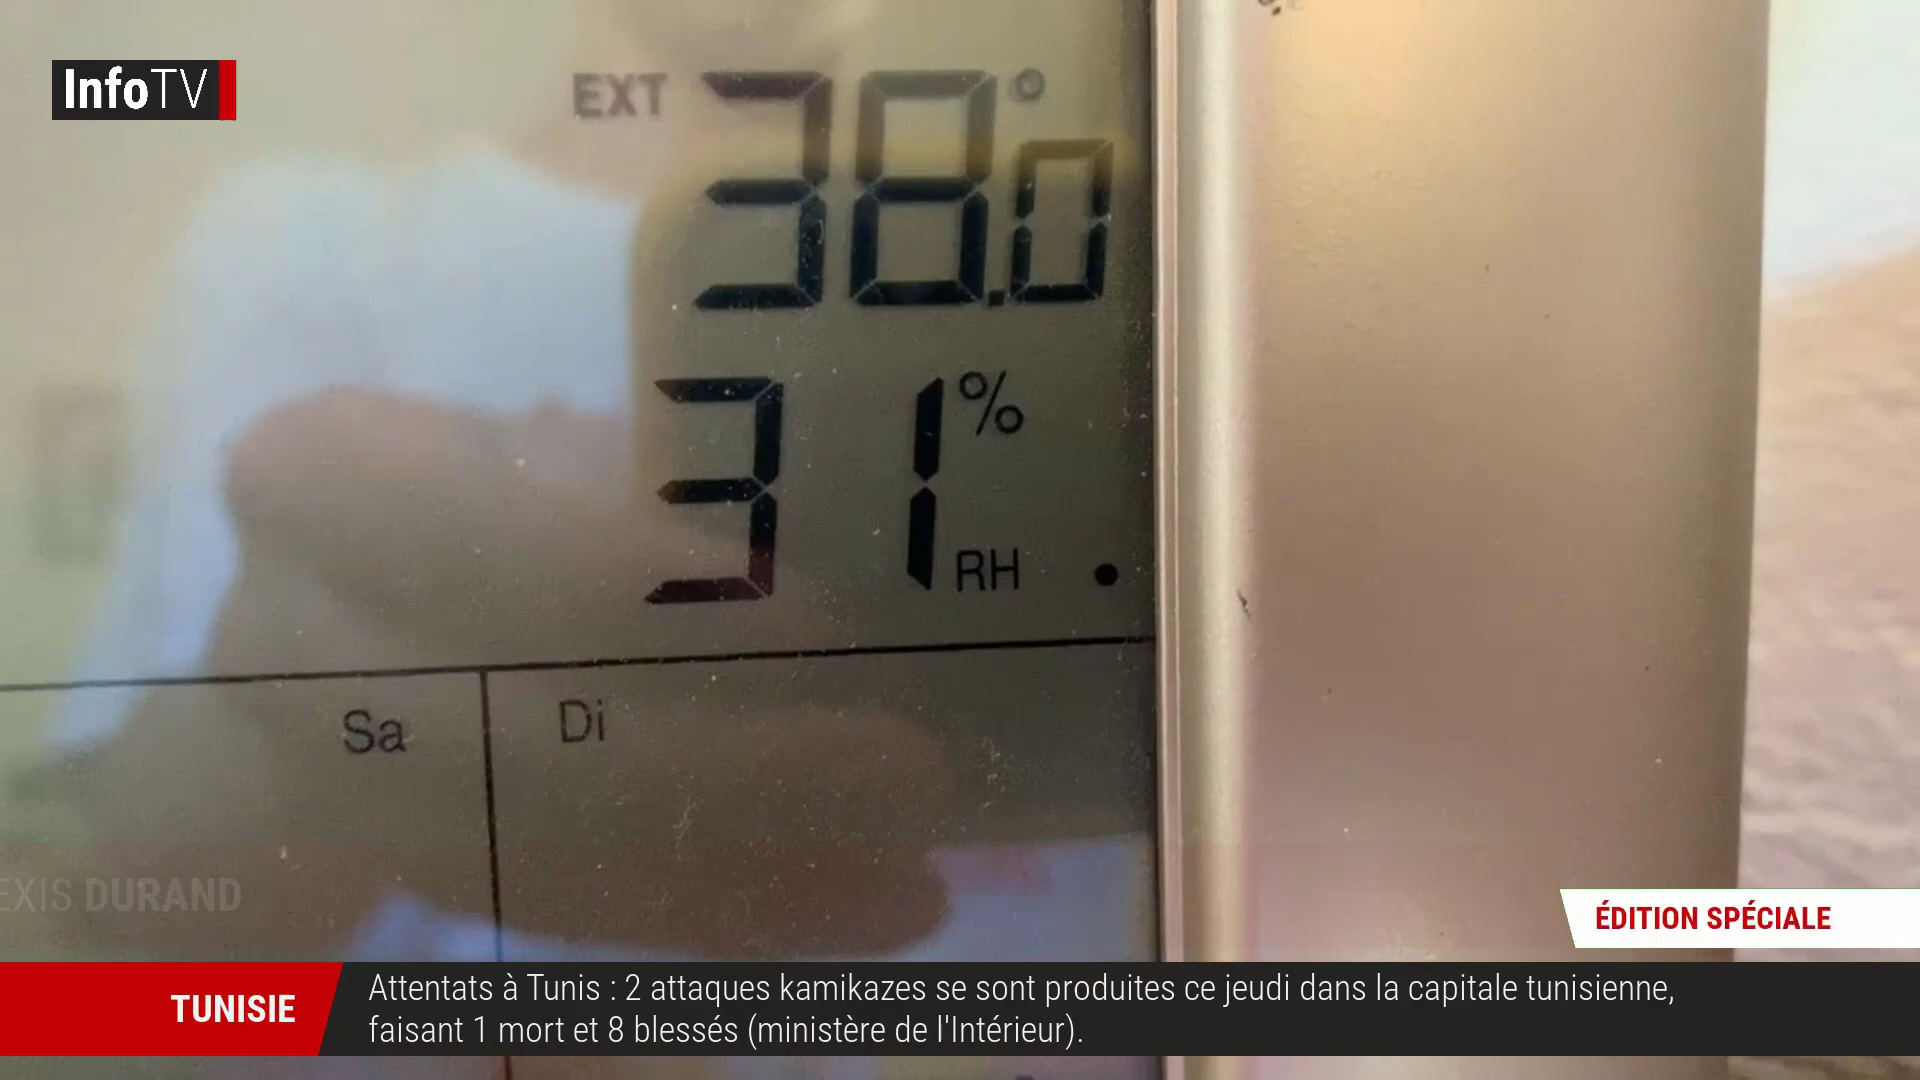 InfoTV
EXT 38.0°
31%
RH
Sa Di
EXIS DURAND
ÉDITION SPÉCIALE
TUNISIE
Attentats à Tunis : 2 attaques kamikazes se sont produites ce jeudi dans la capitale tunisienne,
faisant 1 mort et 8 blessés (ministère de l'Intérieur).